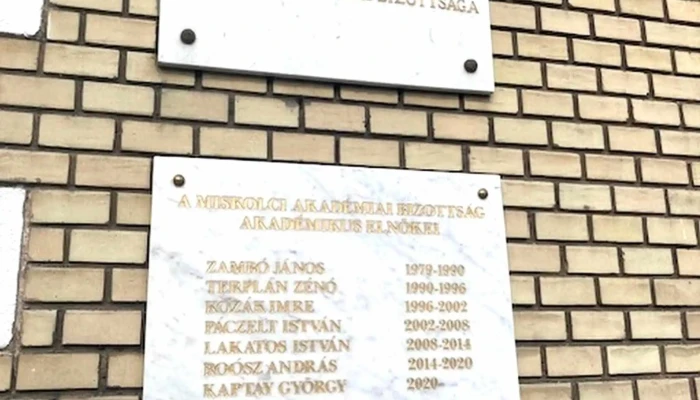 BIZOTTSÁGA
A MISKOLCI AKADÉMIAI BIZOTTSÁG
AKADÉMIKUS ELNÖKEI
ZAMBÓ JÁNOS 1979-1990
TERPLÁN ZÉNÓ 1990-1996
KOZÁK IMRE 1996-2002
PÁCZELT ISTVÁN 2002-2008
LAKATOS ISTVÁN 2008-2014
ROÓSZ ANDRÁS 2014-2020
KAPTAY GYÖRGY 2020-